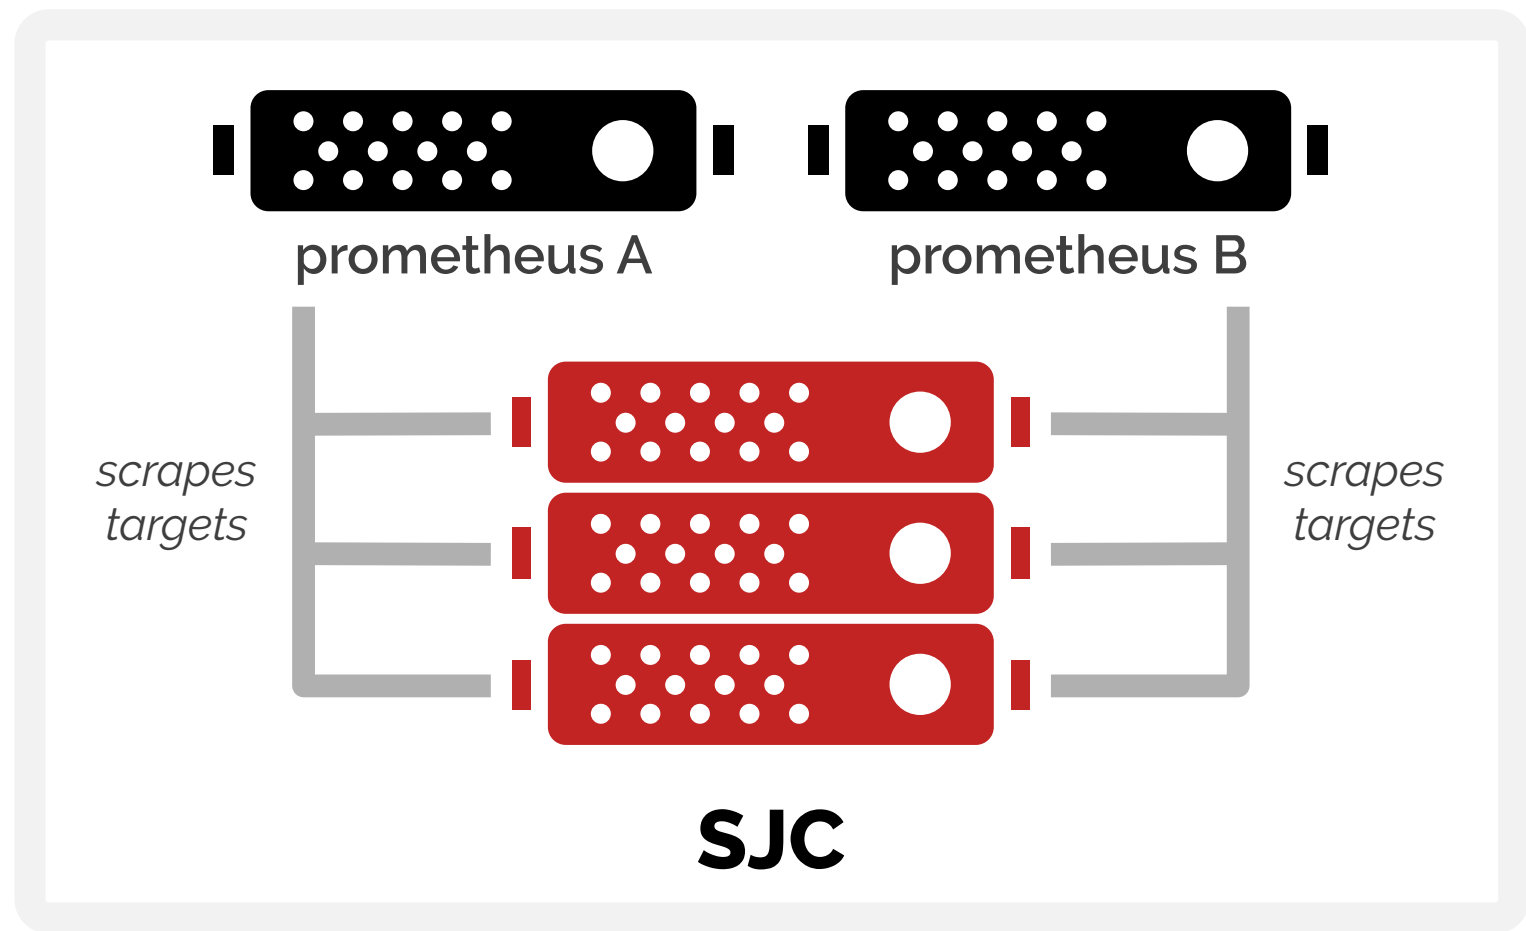 prometheus A
prometheus B
scrapes
targets
scrapes
targets
SJC